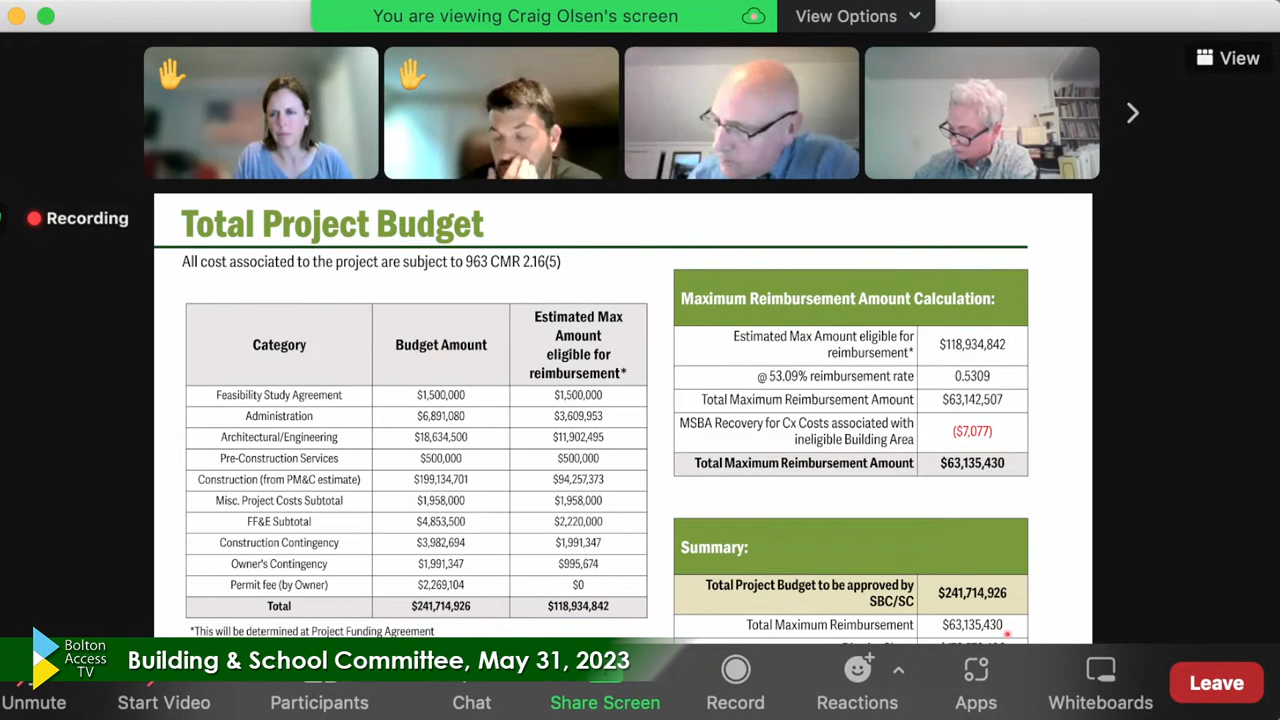 You are viewing Craig Olsen's screen
View Options
View
Recording
Total Project Budget
All cost associated to the project are subject to 963 CMR 2.16(5)
Category Budget Amount Estimated Max Amount eligible for reimbursement*
Feasibility Study Agreement $1,500,000 $1,500,000
Administration $6,891,080 $3,609,953
Architectural/Engineering $18,634,500 $11,902,495
Pre-Construction Services $500,000 $500,000
Construction (from PM&C estimate) $199,134,701 $94,257,373
Misc. Project Costs Subtotal $1,958,000 $1,958,000
FF&E Subtotal $4,853,500 $2,220,000
Construction Contingency $3,982,694 $1,991,347
Owner's Contingency $1,991,347 $995,674
Permit fee (by Owner) $2,269,104 $0
Total $241,714,926 $118,934,842
*This will be determined at Project Funding Agreement
Maximum Reimbursement Amount Calculation:
Estimated Max Amount eligible for
reimbursement* $118,934,842
@ 53.09% reimbursement rate 0.5309
Total Maximum Reimbursement Amount $63,142,507
MSBA Recovery for Cx Costs associated with
ineligible Building Area ($7,077)
Total Maximum Reimbursement Amount $63,135,430
Summary:
Total Project Budget to be approved by
SBC/SC $241,714,926
Total Maximum Reimbursement $63,135,430
Bolton
Access
TV
Building & School Committee, May 31, 2023
Unmute
Start Video
Participants
Chat
Share Screen
Record
Reactions
Apps
Whiteboards
Leave